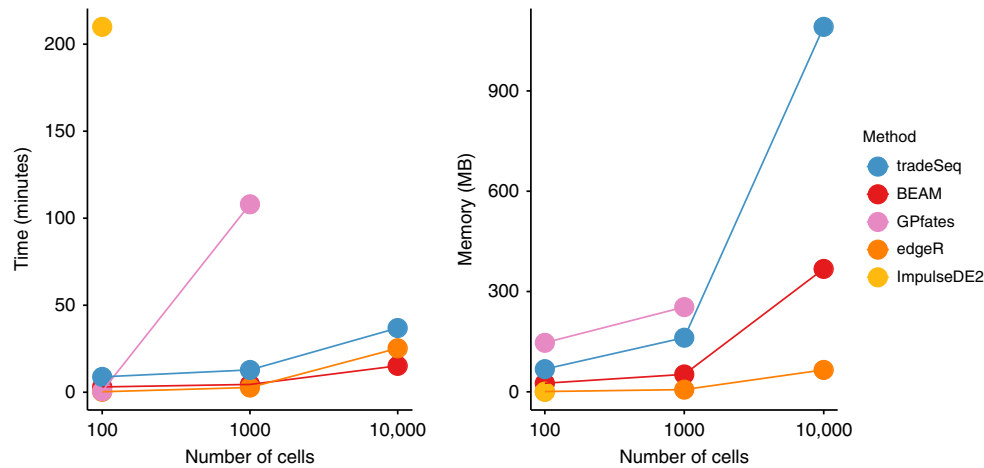 Time (minutes)
200
150
100
50
0
100
1000
10,000
Number of cells
Memory (MB)
900
600
300
0
100
1000
10,000
Number of cells
Method
tradeSeq
BEAM
GPfates
edgeR
ImpulseDE2